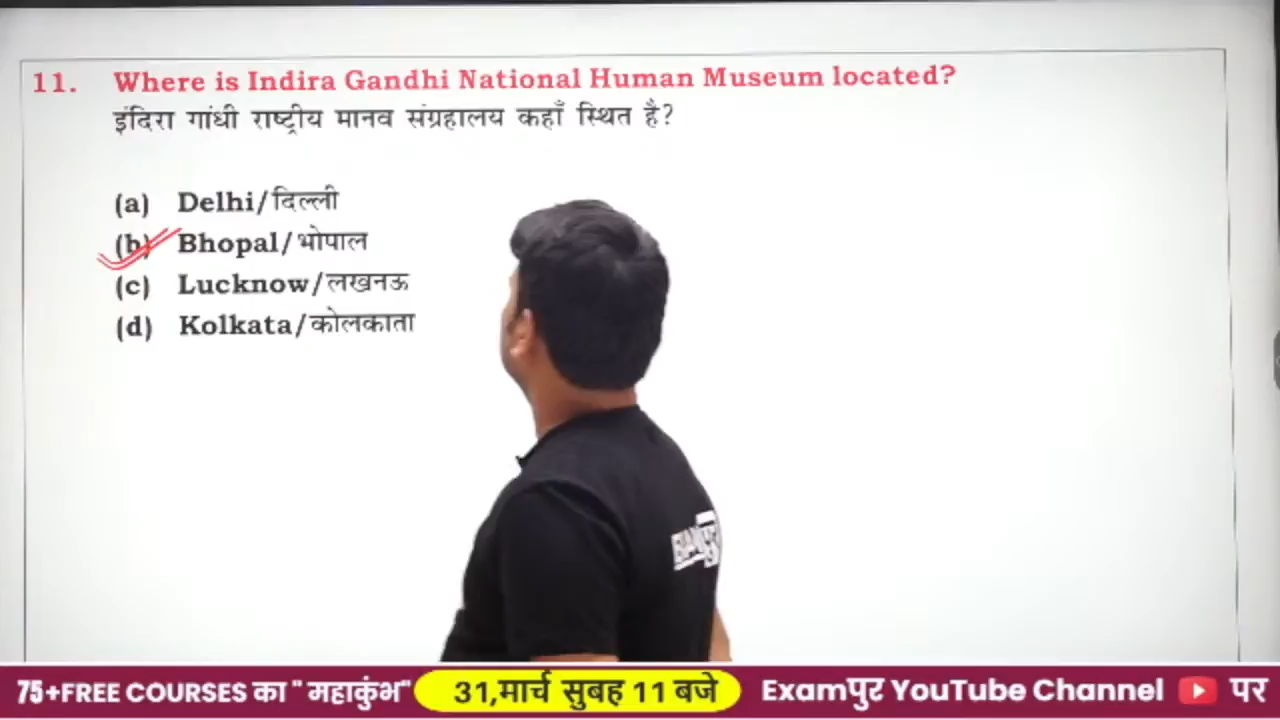 11. Where is Indira Gandhi National Human Museum located?
इंदिरा गांधी राष्ट्रीय मानव संग्रहालय कहाँ स्थित है?
(a) Delhi/दिल्ली
(b) Bhopal/भोपाल
(c) Lucknow/लखनऊ
(d) Kolkata/कोलकाता
75+FREE COURSES का " महाकुंभ" 31,मार्च सुबह 11 बजे Examपुर YouTube Channel पर